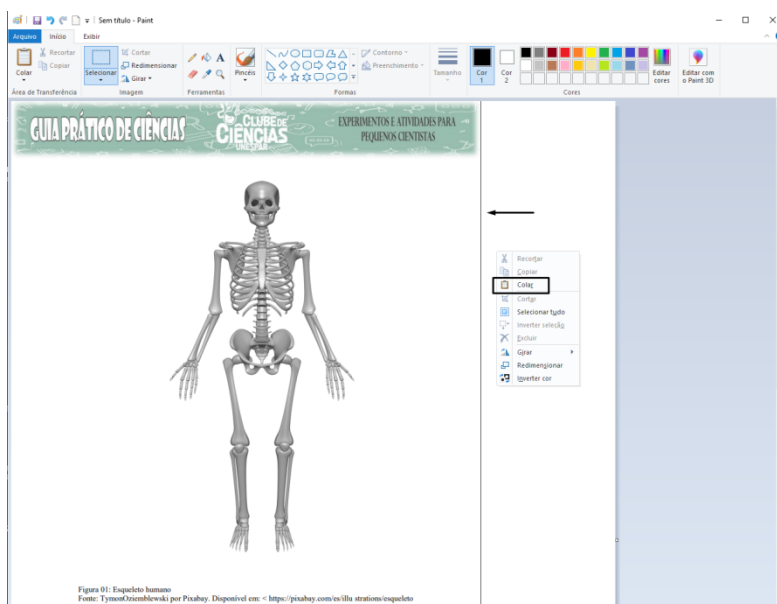 Sem título - Paint
Arquivo Início Exibir
Colar
Recortar
Copiar
Área de Transferência
Selecionar
Cortar
Redimensionar
Girar
Imagem
A
Ferramentas
Pincéis
Contorno
Preenchimento
Formas
Tamanho
Cor 1
Cor 2
Cores
Editar cores
Editar com o Paint 3D
GUIA PRÁTICO DE CIÊNCIAS
CLUBE DE
CIÊNCIAS
UNESPAR
EXPERIMENTOS E ATIVIDADES PARA
PEQUENOS CIENTISTAS
Recortar
Copiar
Colar
Cortar
Selecionar tudo
Inverter seleção
Excluir
Girar
Redimensionar
Inverter cor
Figura 01: Esqueleto humano
Fonte: TymonOziemblewski por Pixabay. Disponível em: < https://pixabay.com/es/illu strations/esqueleto